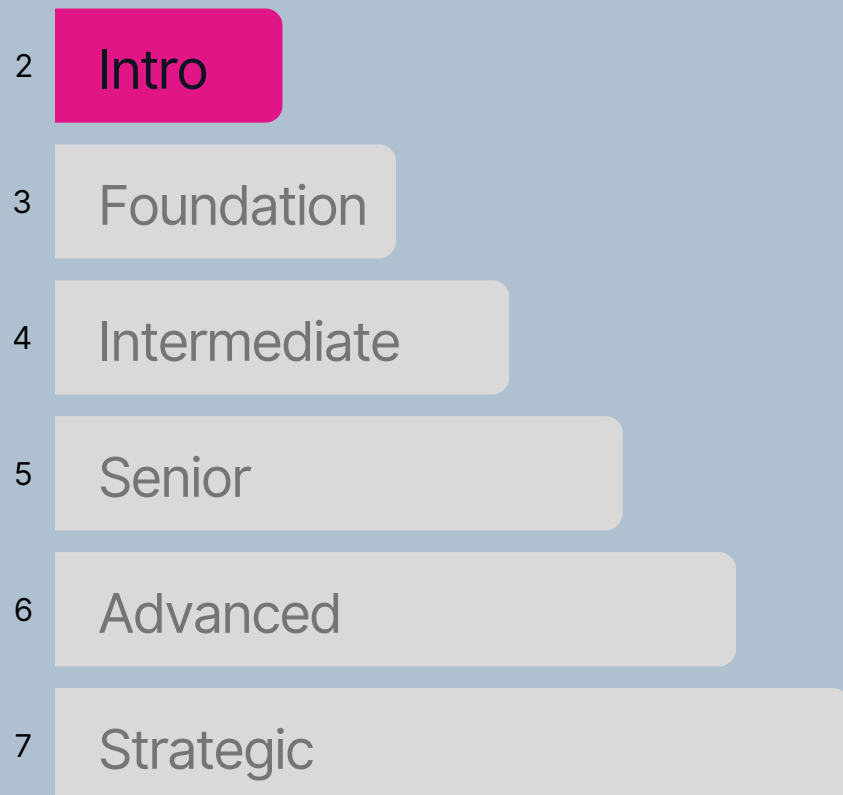 2 Intro
3 Foundation
4 Intermediate
5 Senior
6 Advanced
7 Strategic